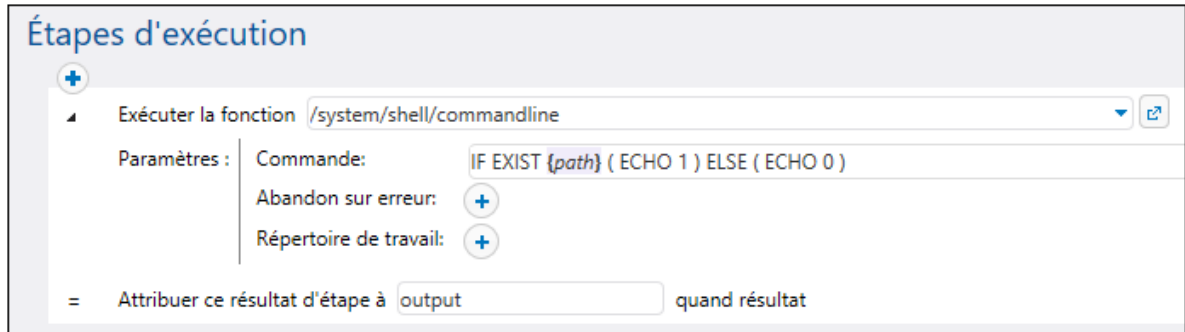 Étapes d'exécution
Exécuter la fonction /system/shell/commandline
Paramètres : Commande: IF EXIST {path} ( ECHO 1 ) ELSE ( ECHO 0 )
Abandon sur erreur:
Répertoire de travail:
= Attribuer ce résultat d'étape à output quand résultat